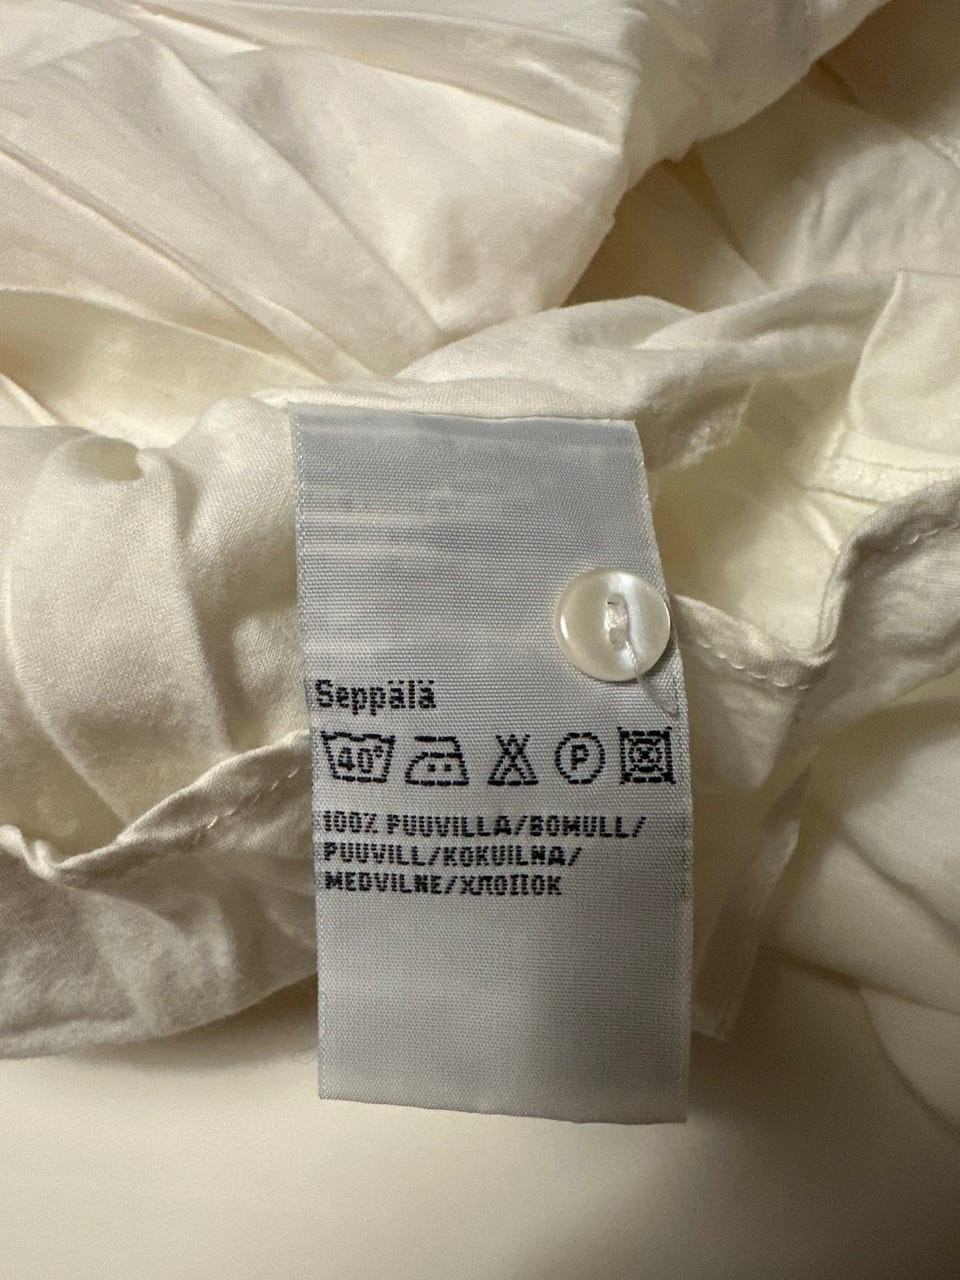 Seppälä
40° P
100% PUUVILLA/BOMULL/
PUUVILL/KOKVILNA/
MEDVILNE/ХЛОПОК